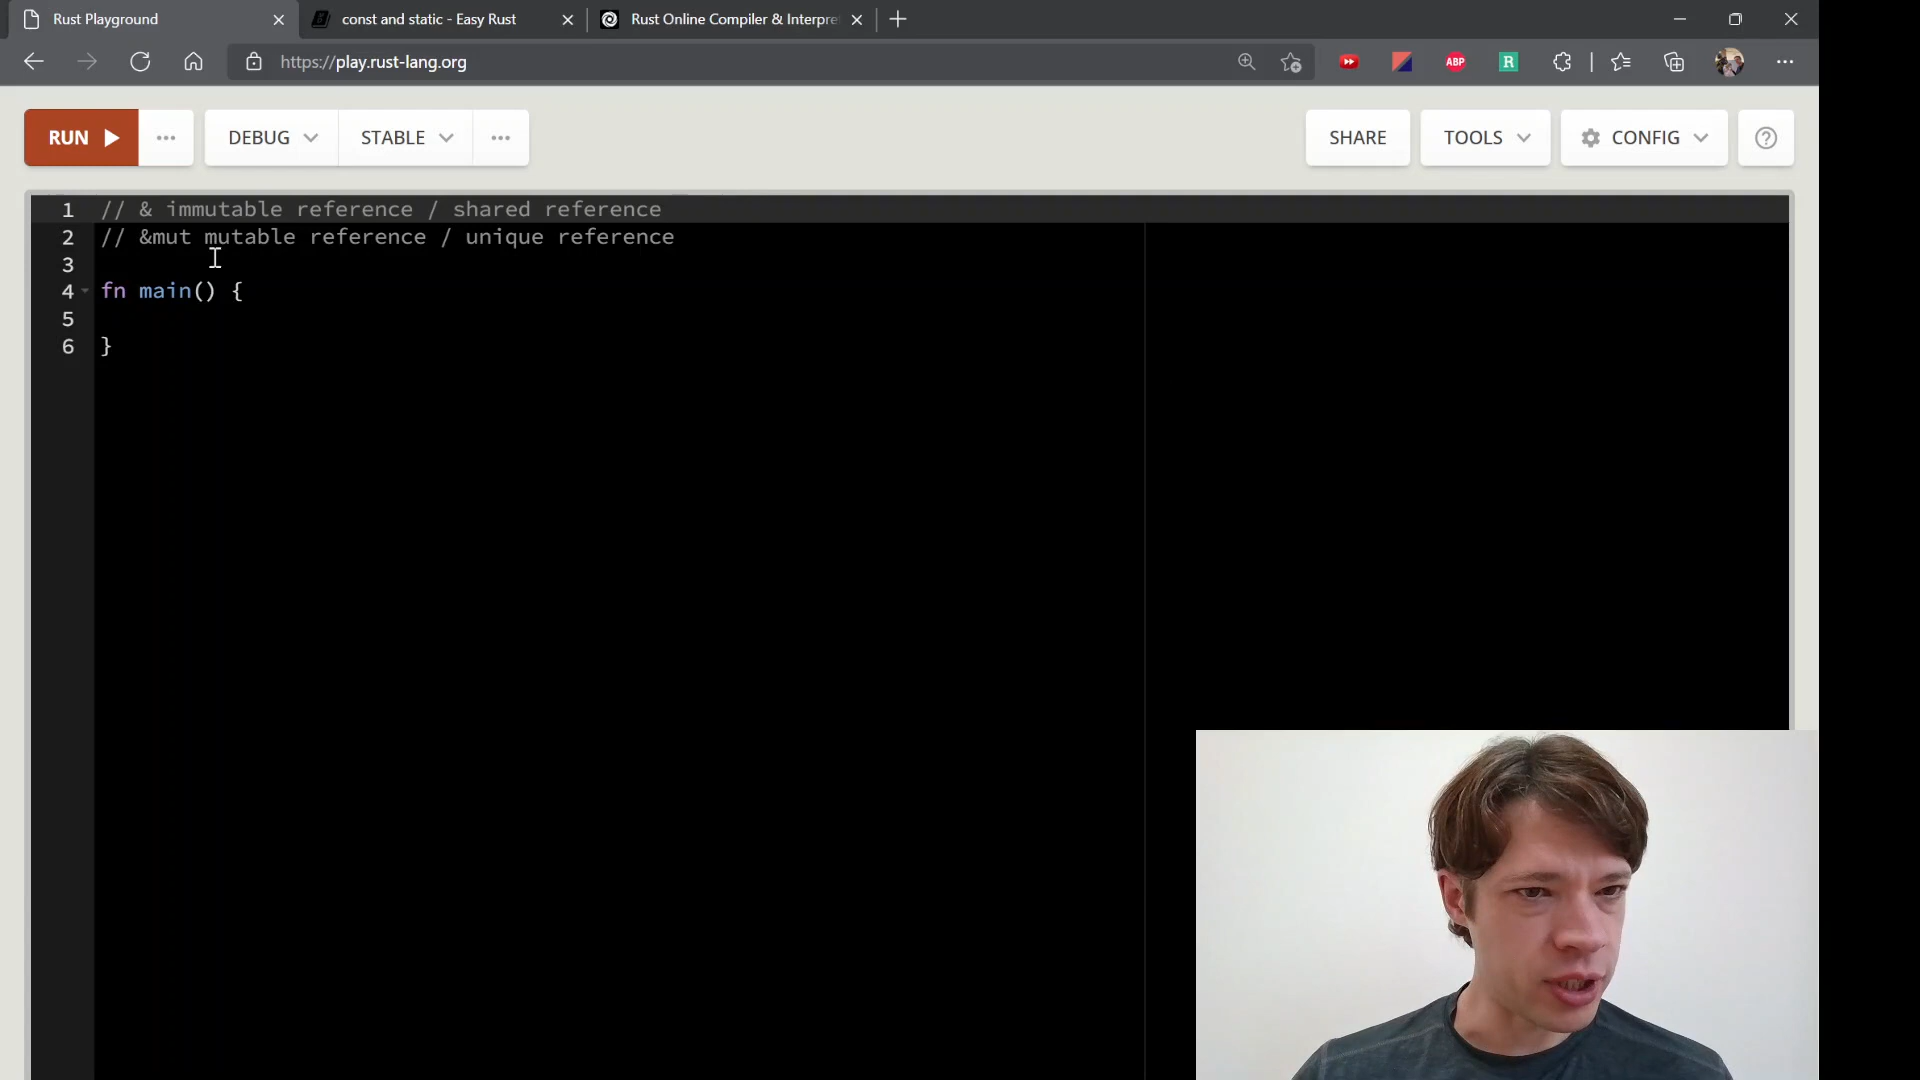 Rust Playground
const and static - Easy Rust
Rust Online Compiler & Interpre
https://play.rust-lang.org
ABP
R
RUN
DEBUG
STABLE
SHARE
TOOLS
CONFIG
1 // & immutable reference / shared reference
2 // &mut mutable reference / unique reference
3
4 fn main() {
5
6 }